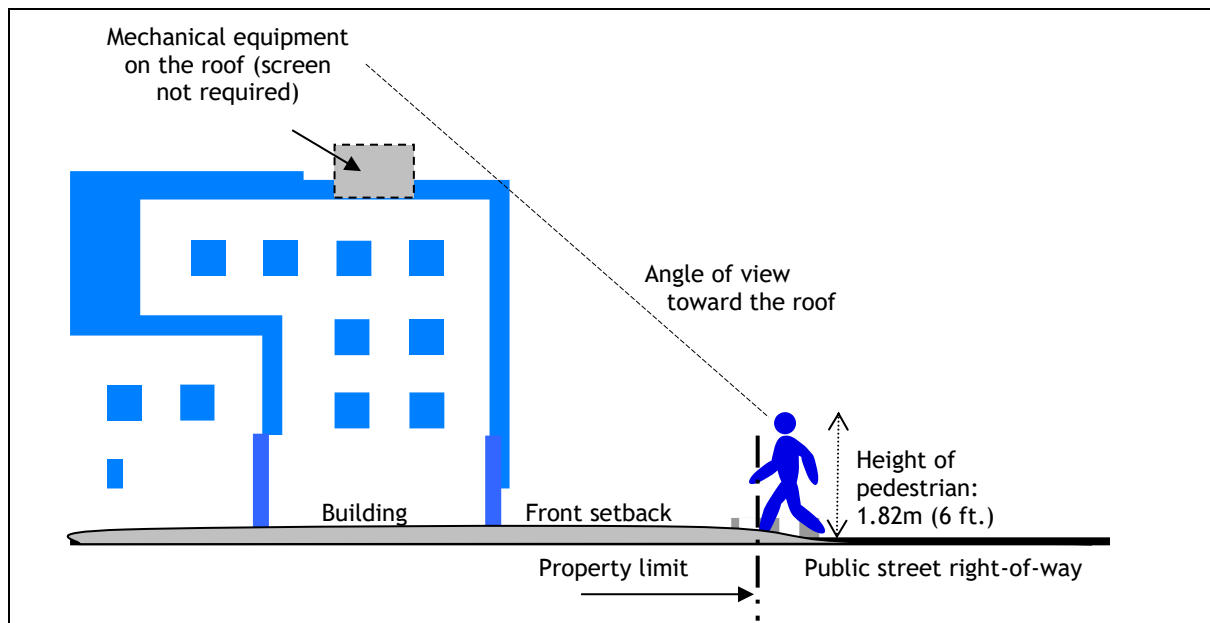 Mechanical equipment
on the roof (screen
not required)
Angle of view
toward the roof
Height of
pedestrian:
1.82m (6 ft.)
Building
Front setback
Property limit
Public street right-of-way